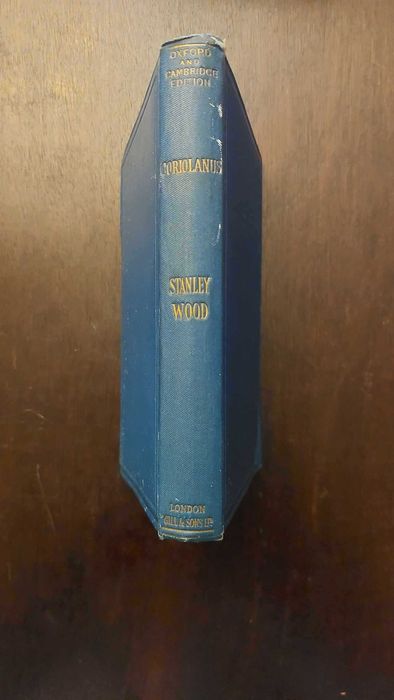 OXFORD
AND
CAMBRIDGE
EDITION
CORIOLANUS
STANLEY
WOOD
LONDON
GILL & SONS LTD